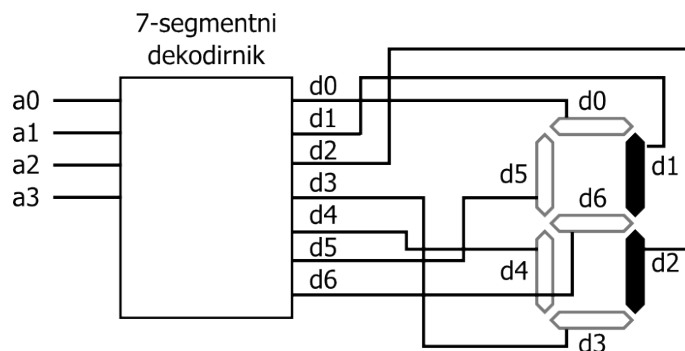 7-segmentni
dekodirnik
a0
a1
a2
a3
d0
d1
d2
d3
d4
d5
d6
d0
d1
d5
d6
d4
d2
d3